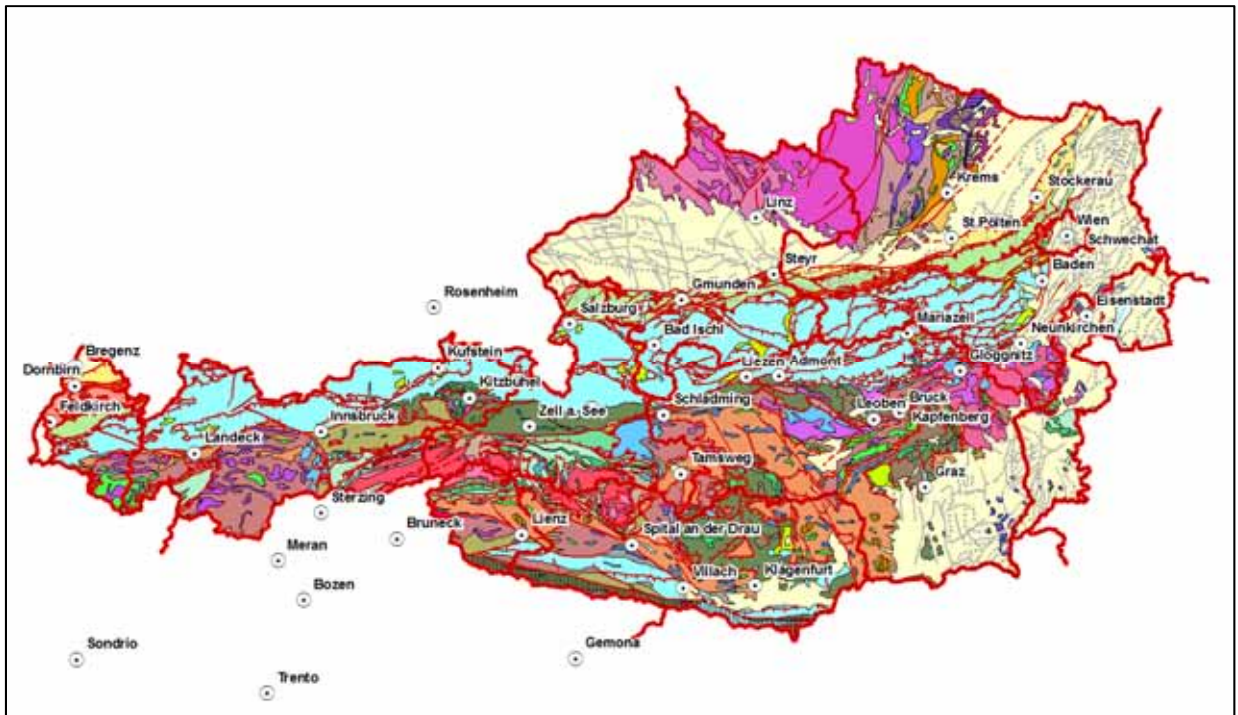 Krems
Stockerau
Linz
St.Pölten
Wien
Schwechat
Steyr
Baden
Rosenheim
Gmunden
Eisenstadt
Salzburg
Mariazell
Bad Ischl
Neunkirchen
Bregenz
Kufstein
Liezen
Admont
Gloggnitz
Dornbirn
Kitzbühel
Feldkirch
Zell a. See
Schladming
Leoben
Bruck
Innsbruck
Kapfenberg
Landeck
Tamsweg
Graz
Sterzing
Bruneck
Lienz
Spital an der Drau
Meran
Villach
Klagenfurt
Bozen
Sondrio
Gemona
Trento